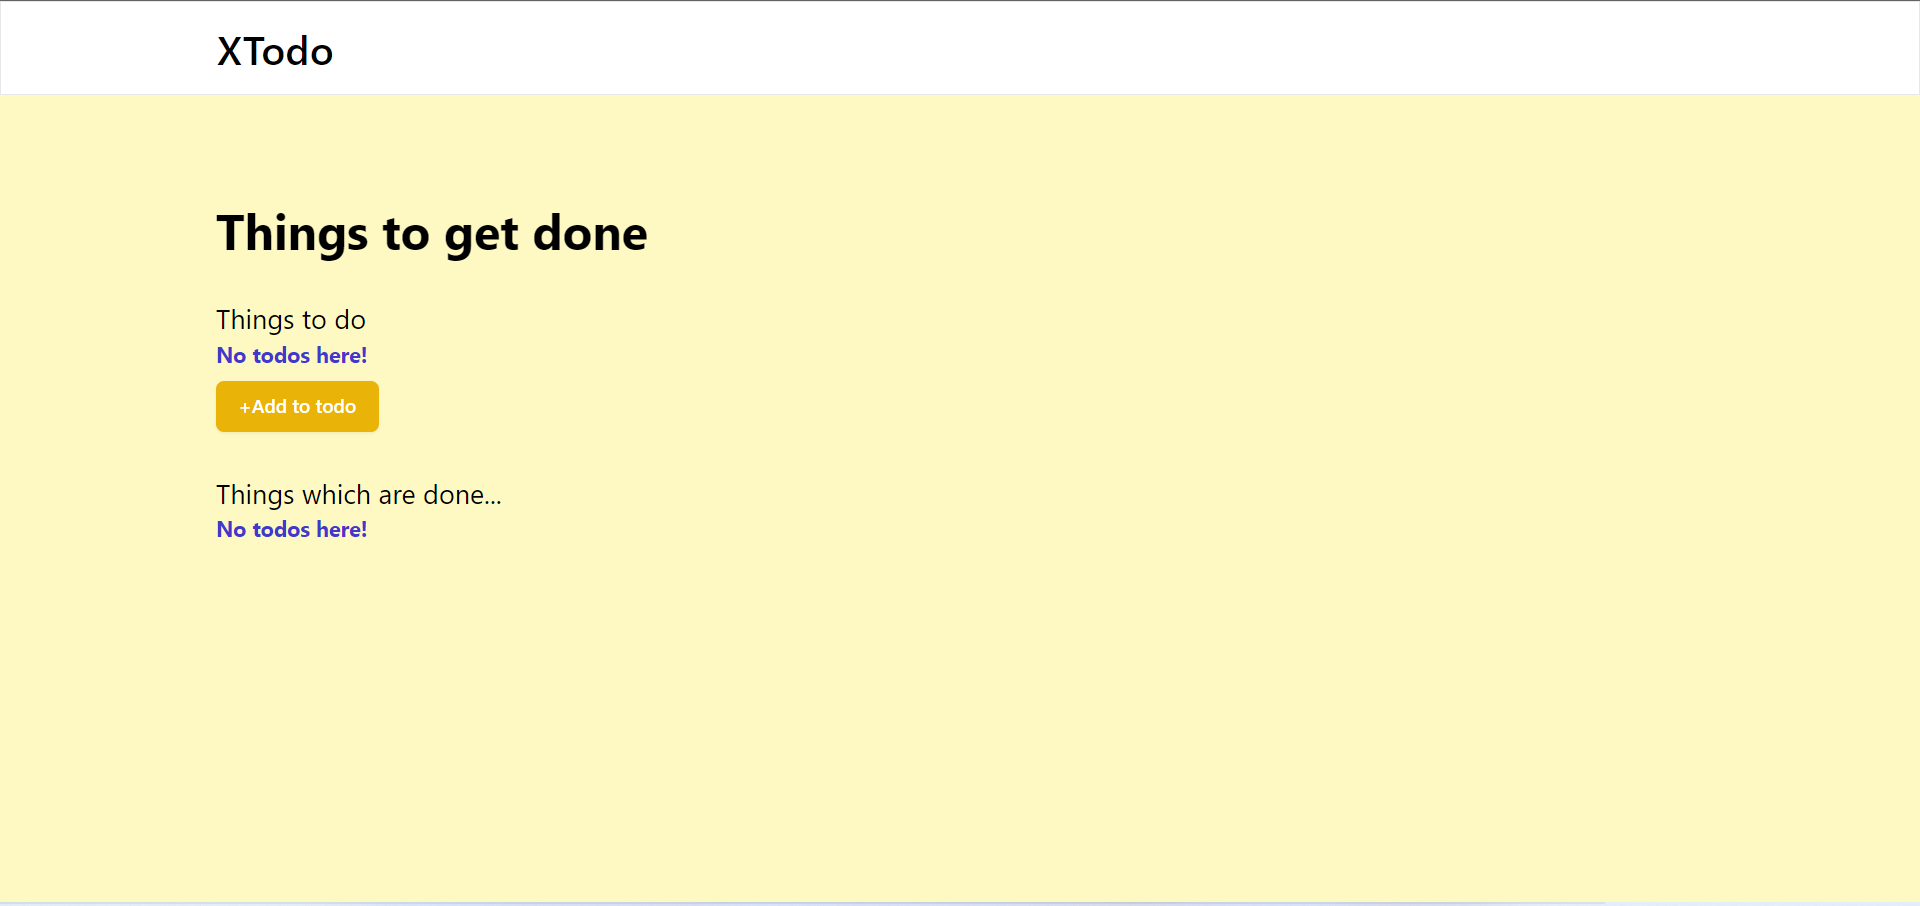 XTodo
Things to get done
Things to do
No todos here!
+Add to todo
Things which are done...
No todos here!